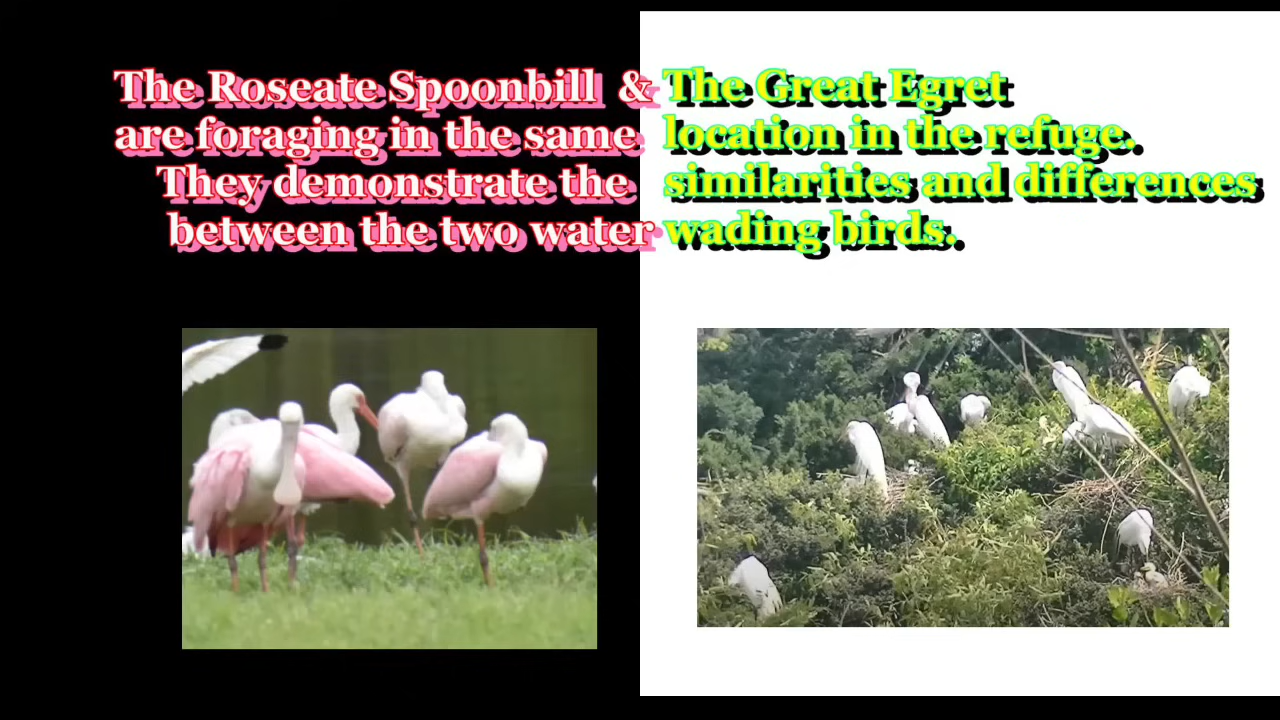 The Roseate Spoonbill & The Great Egret
are foraging in the same location in the refuge.
They demonstrate the similarities and differences
between the two water wading birds.